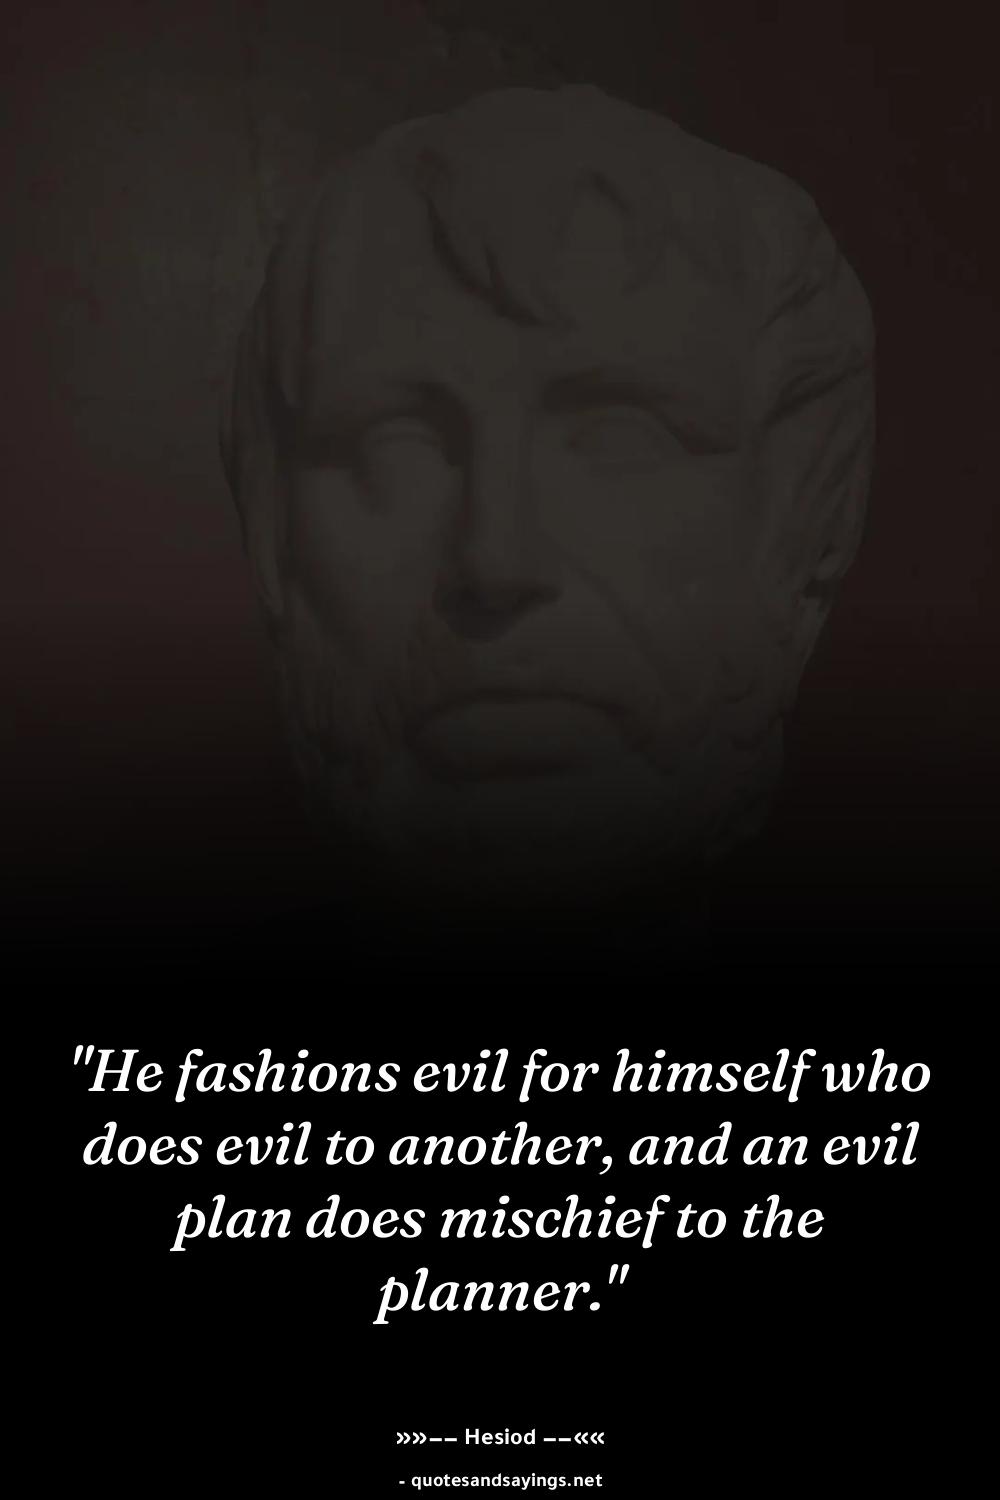 "He fashions evil for himself who
does evil to another, and an evil
plan does mischief to the
planner."
»»–– Hesiod ––««
- quotesandsayings.net